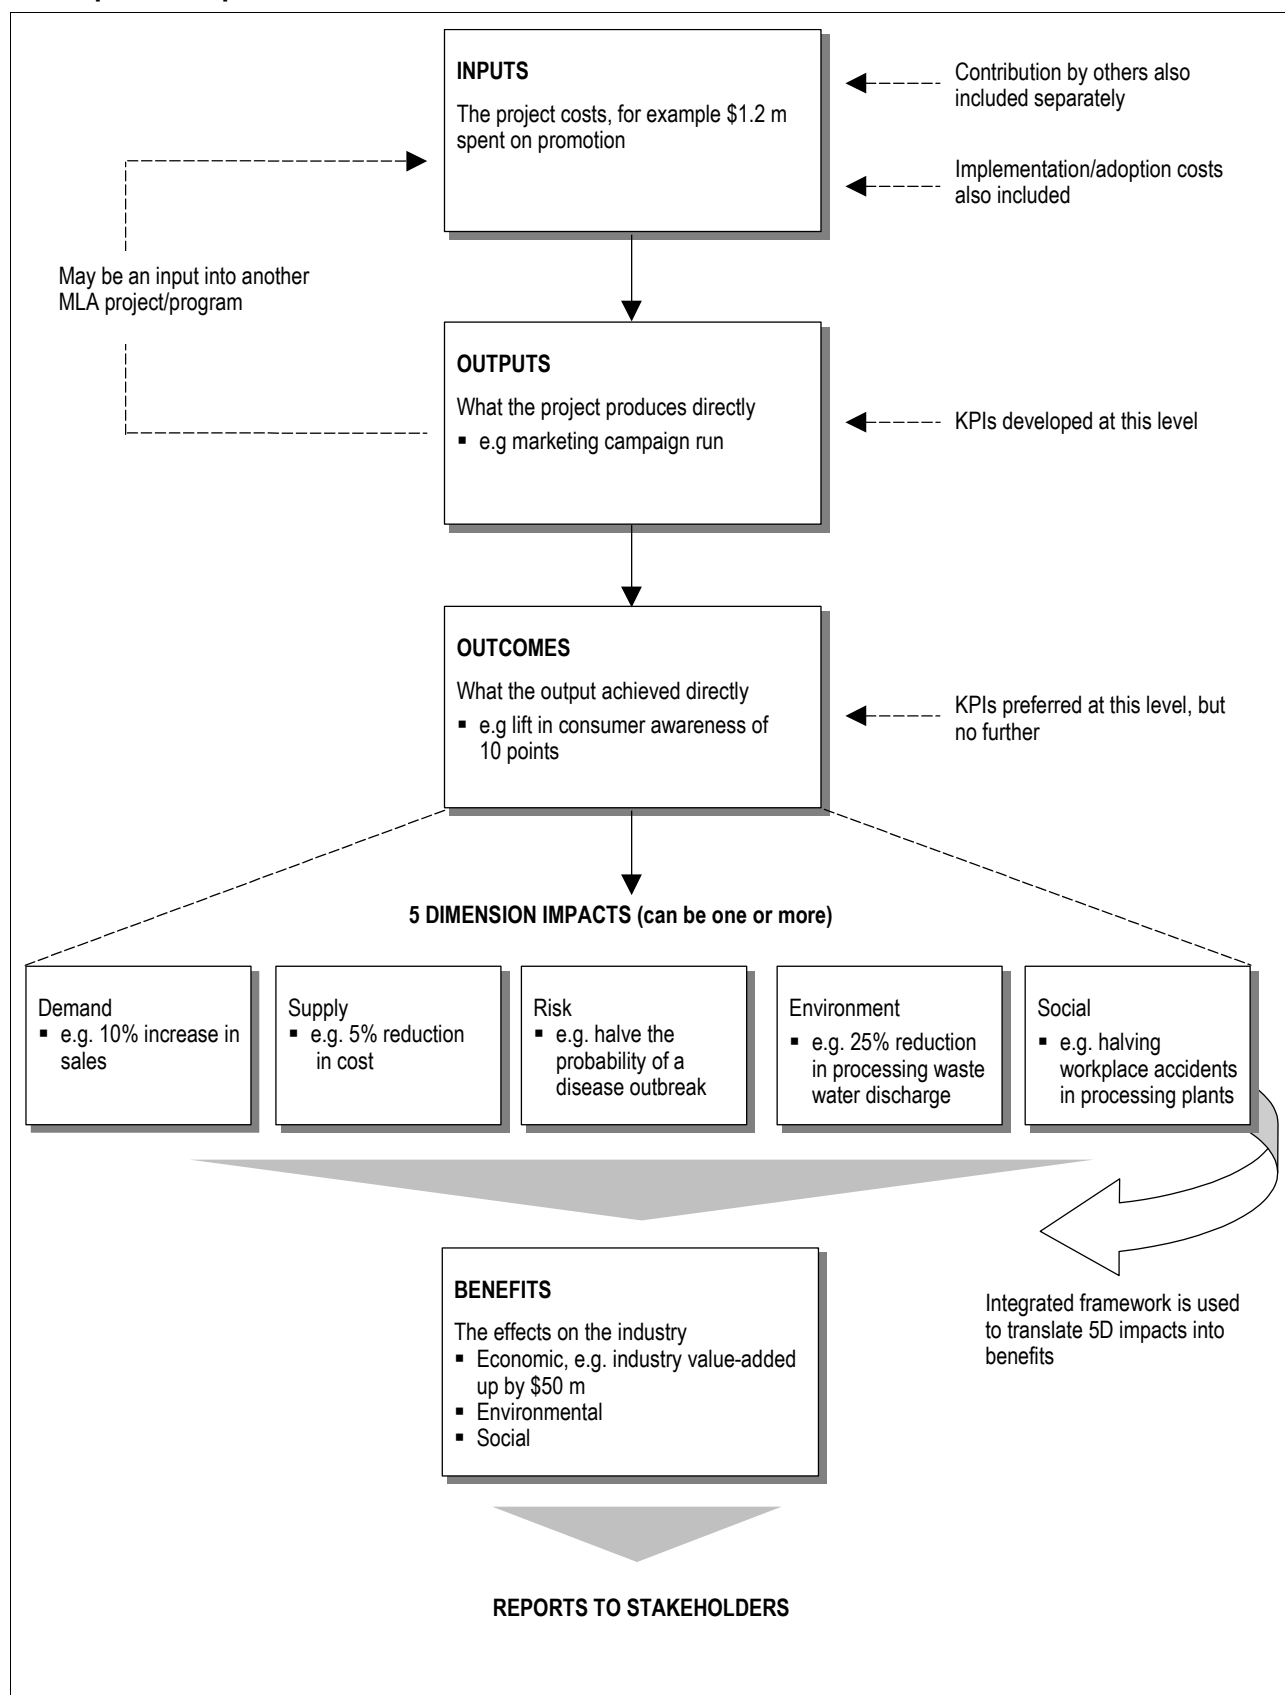 INPUTS
The project costs, for example $1.2 m
spent on promotion
Contribution by others also
included separately
Implementation/adoption costs
also included
May be an input into another
MLA project/program
OUTPUTS
What the project produces directly
▪ e.g marketing campaign run
KPIs developed at this level
OUTCOMES
What the output achieved directly
▪ e.g lift in consumer awareness of
10 points
KPIs preferred at this level, but
no further
5 DIMENSION IMPACTS (can be one or more)
Demand
▪ e.g. 10% increase in
sales
Supply
▪ e.g. 5% reduction
in cost
Risk
▪ e.g. halve the
probability of a
disease outbreak
Environment
▪ e.g. 25% reduction
in processing waste
water discharge
Social
▪ e.g. halving
workplace accidents
in processing plants
BENEFITS
The effects on the industry
▪ Economic, e.g. industry value-added
up by $50 m
▪ Environmental
▪ Social
Integrated framework is used
to translate 5D impacts into
benefits
REPORTS TO STAKEHOLDERS